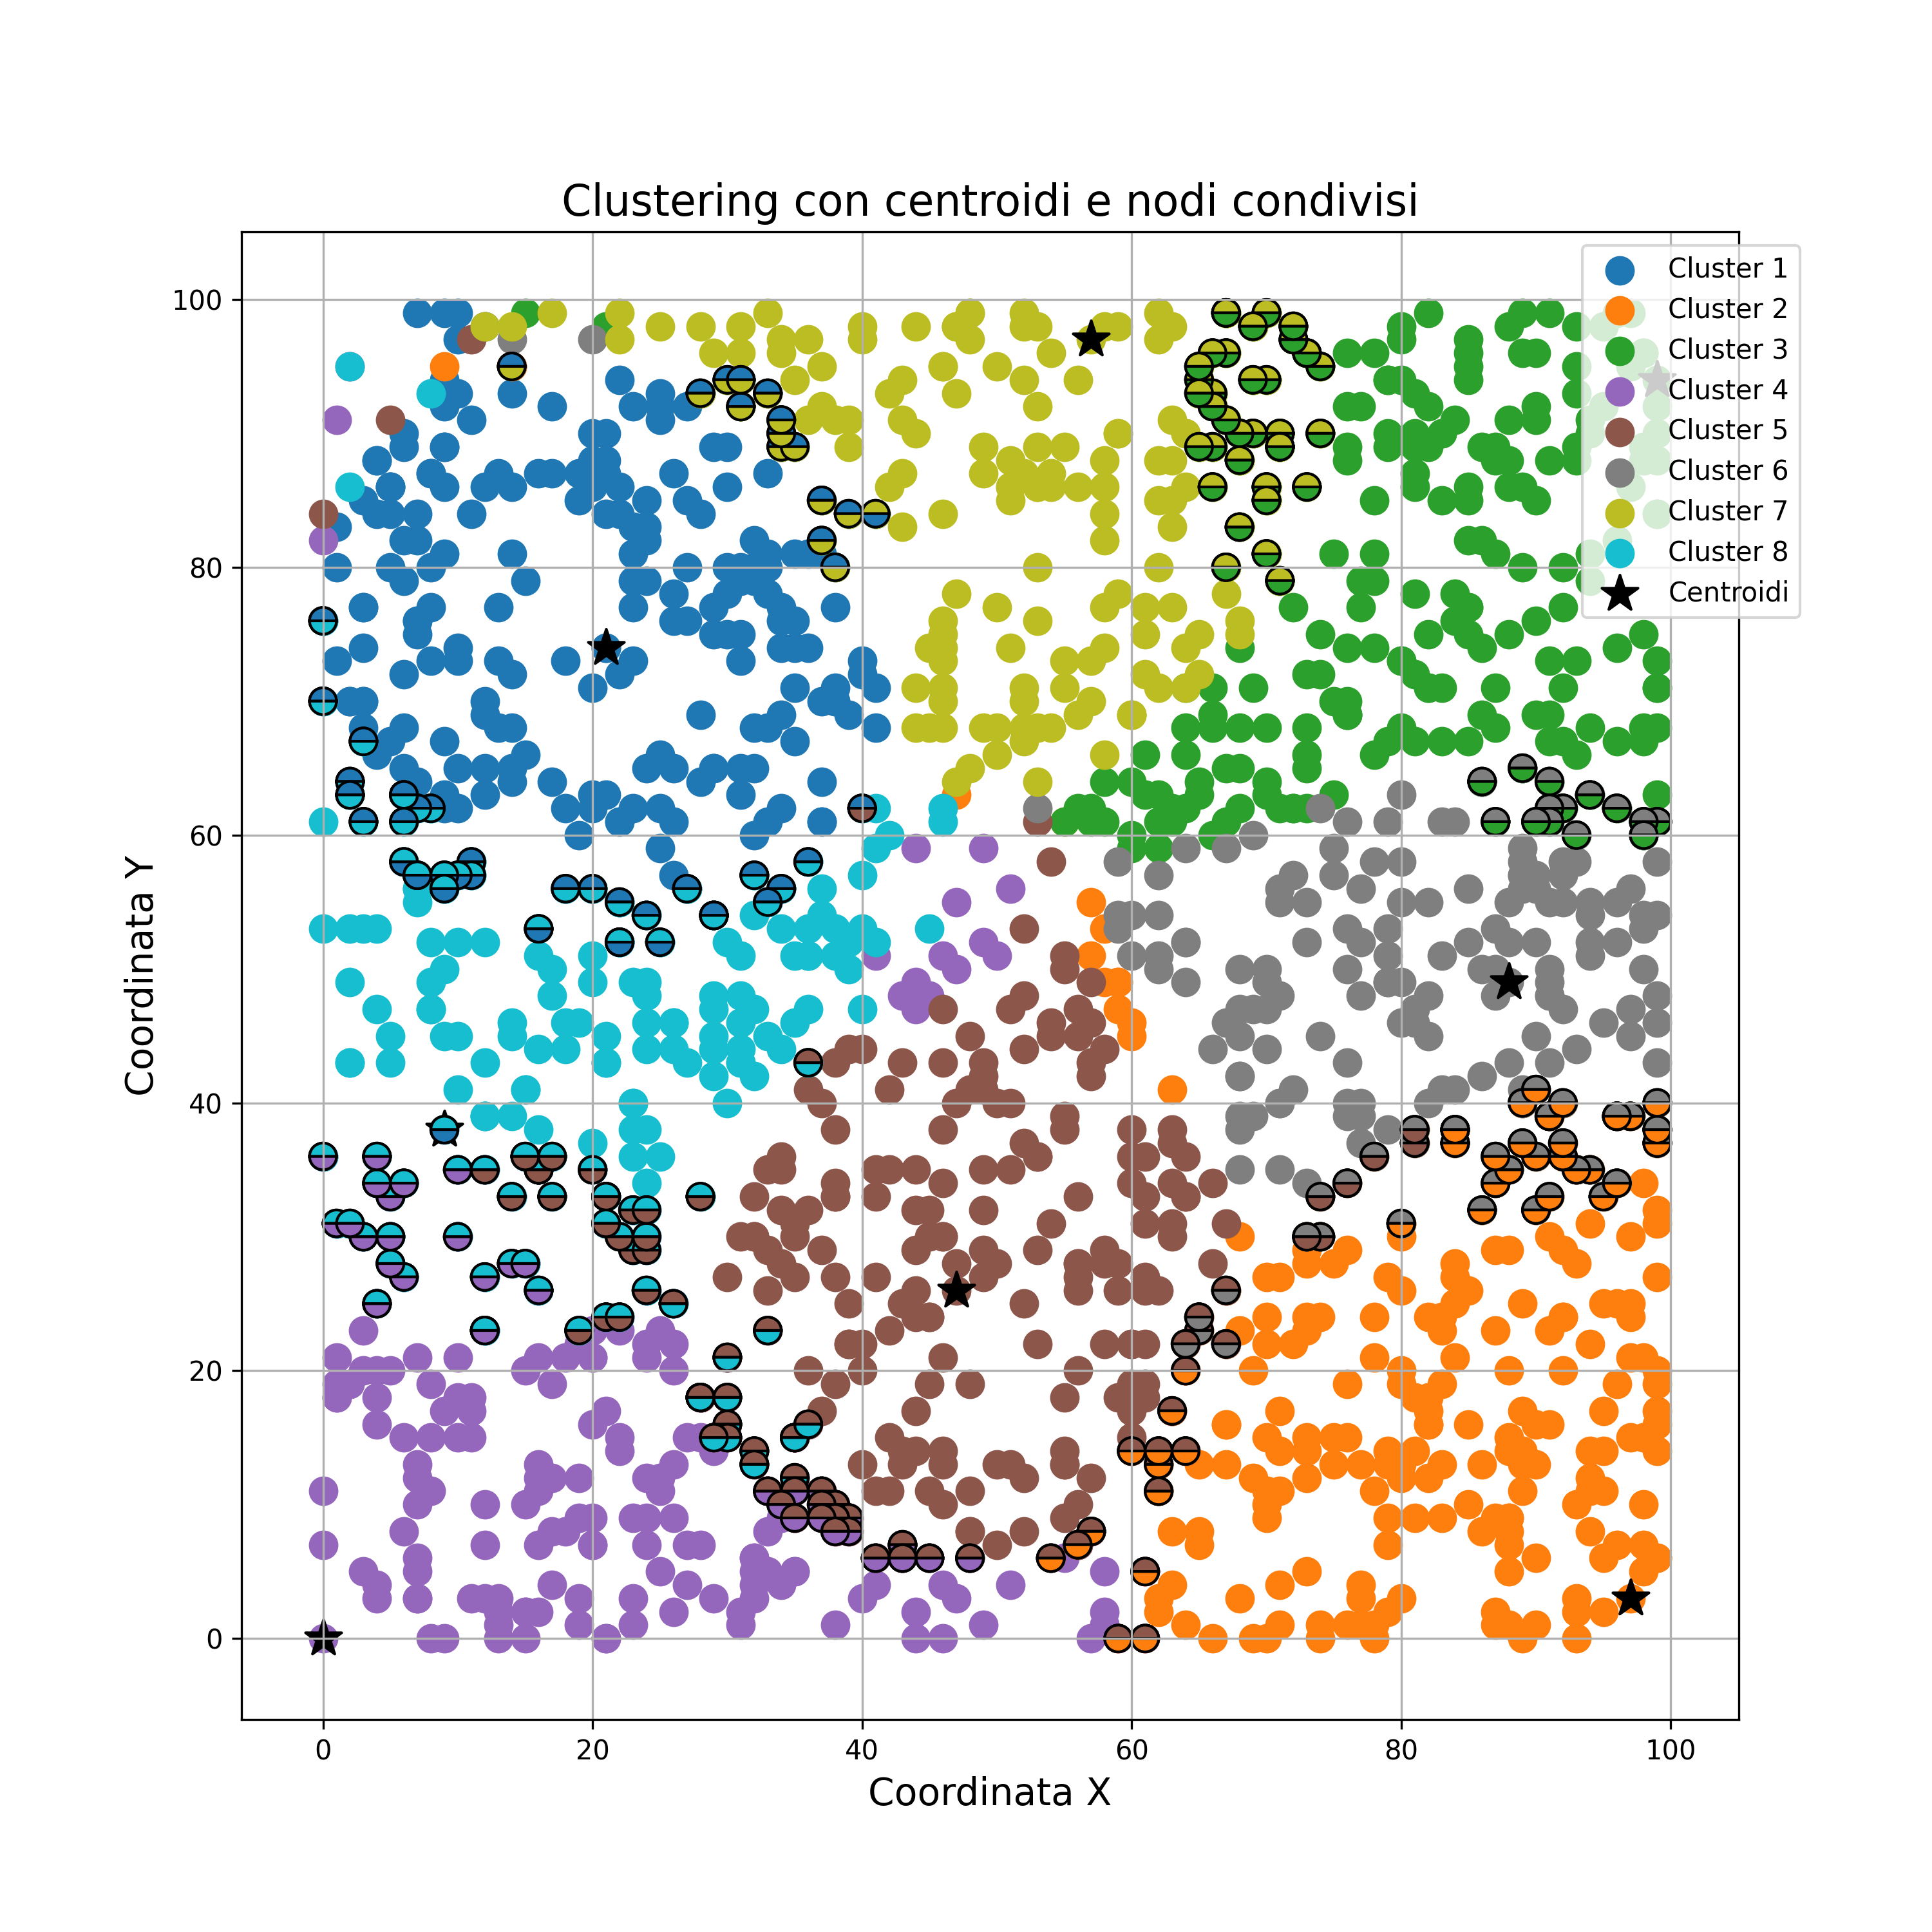 Clustering con centroidi e nodi condivisi
Cluster 1
Cluster 2
Cluster 3
Cluster 4
Cluster 5
Cluster 6
Cluster 7
Cluster 8
Centroidi
Coordinata Y
100
80
60
40
20
0
0 20 40 60 80 100
Coordinata X